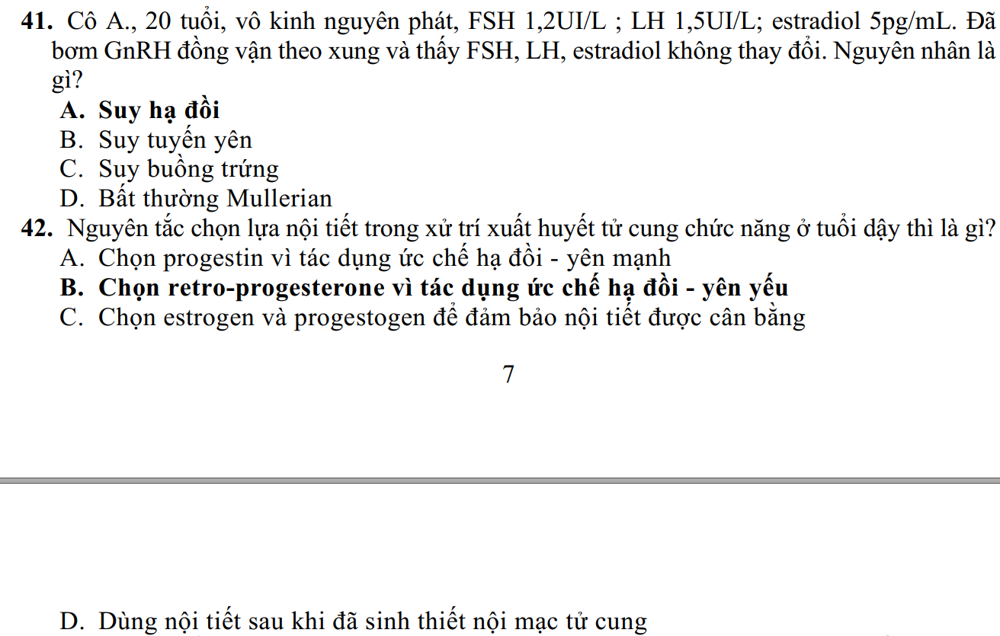 41. Cô A., 20 tuổi, vô kinh nguyên phát, FSH 1,2UI/L ; LH 1,5UI/L; estradiol 5pg/mL. Đã
bơm GnRH đồng vận theo xung và thấy FSH, LH, estradiol không thay đổi. Nguyên nhân là
gì?
A. Suy hạ đồi
B. Suy tuyến yên
C. Suy buồng trứng
D. Bất thường Mullerian
42. Nguyên tắc chọn lựa nội tiết trong xử trí xuất huyết tử cung chức năng ở tuổi dậy thì là gì?
A. Chọn progestin vì tác dụng ức chế hạ đồi - yên mạnh
B. Chọn retro-progesterone vì tác dụng ức chế hạ đồi - yên yếu
C. Chọn estrogen và progestogen để đảm bảo nội tiết được cân bằng
7
D. Dùng nội tiết sau khi đã sinh thiết nội mạc tử cung